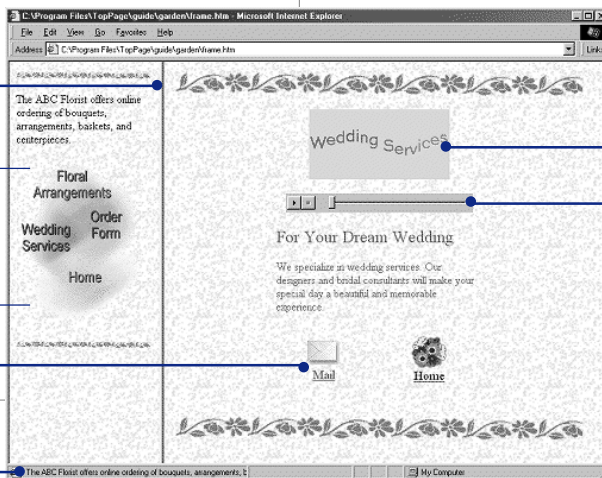 C:\Program Files\TopPage\guide\garden\frame.htm - Microsoft Internet Explorer
File Edit View Go Favorites Help
Address C:\Program Files\TopPage\guide\garden\frame.htm Links
The ABC Florist offers online
ordering of bouquets,
arrangements, baskets, and
centerpieces.
Floral
Arrangements
Order
Form
Wedding
Services
Home
Wedding Services
For Your Dream Wedding
We specialize in wedding services. Our
designers and bridal consultants will make your
special day a beautiful and memorable
experience.
Mail Home
The ABC Florist offers online ordering of bouquets, arrangements, b My Computer